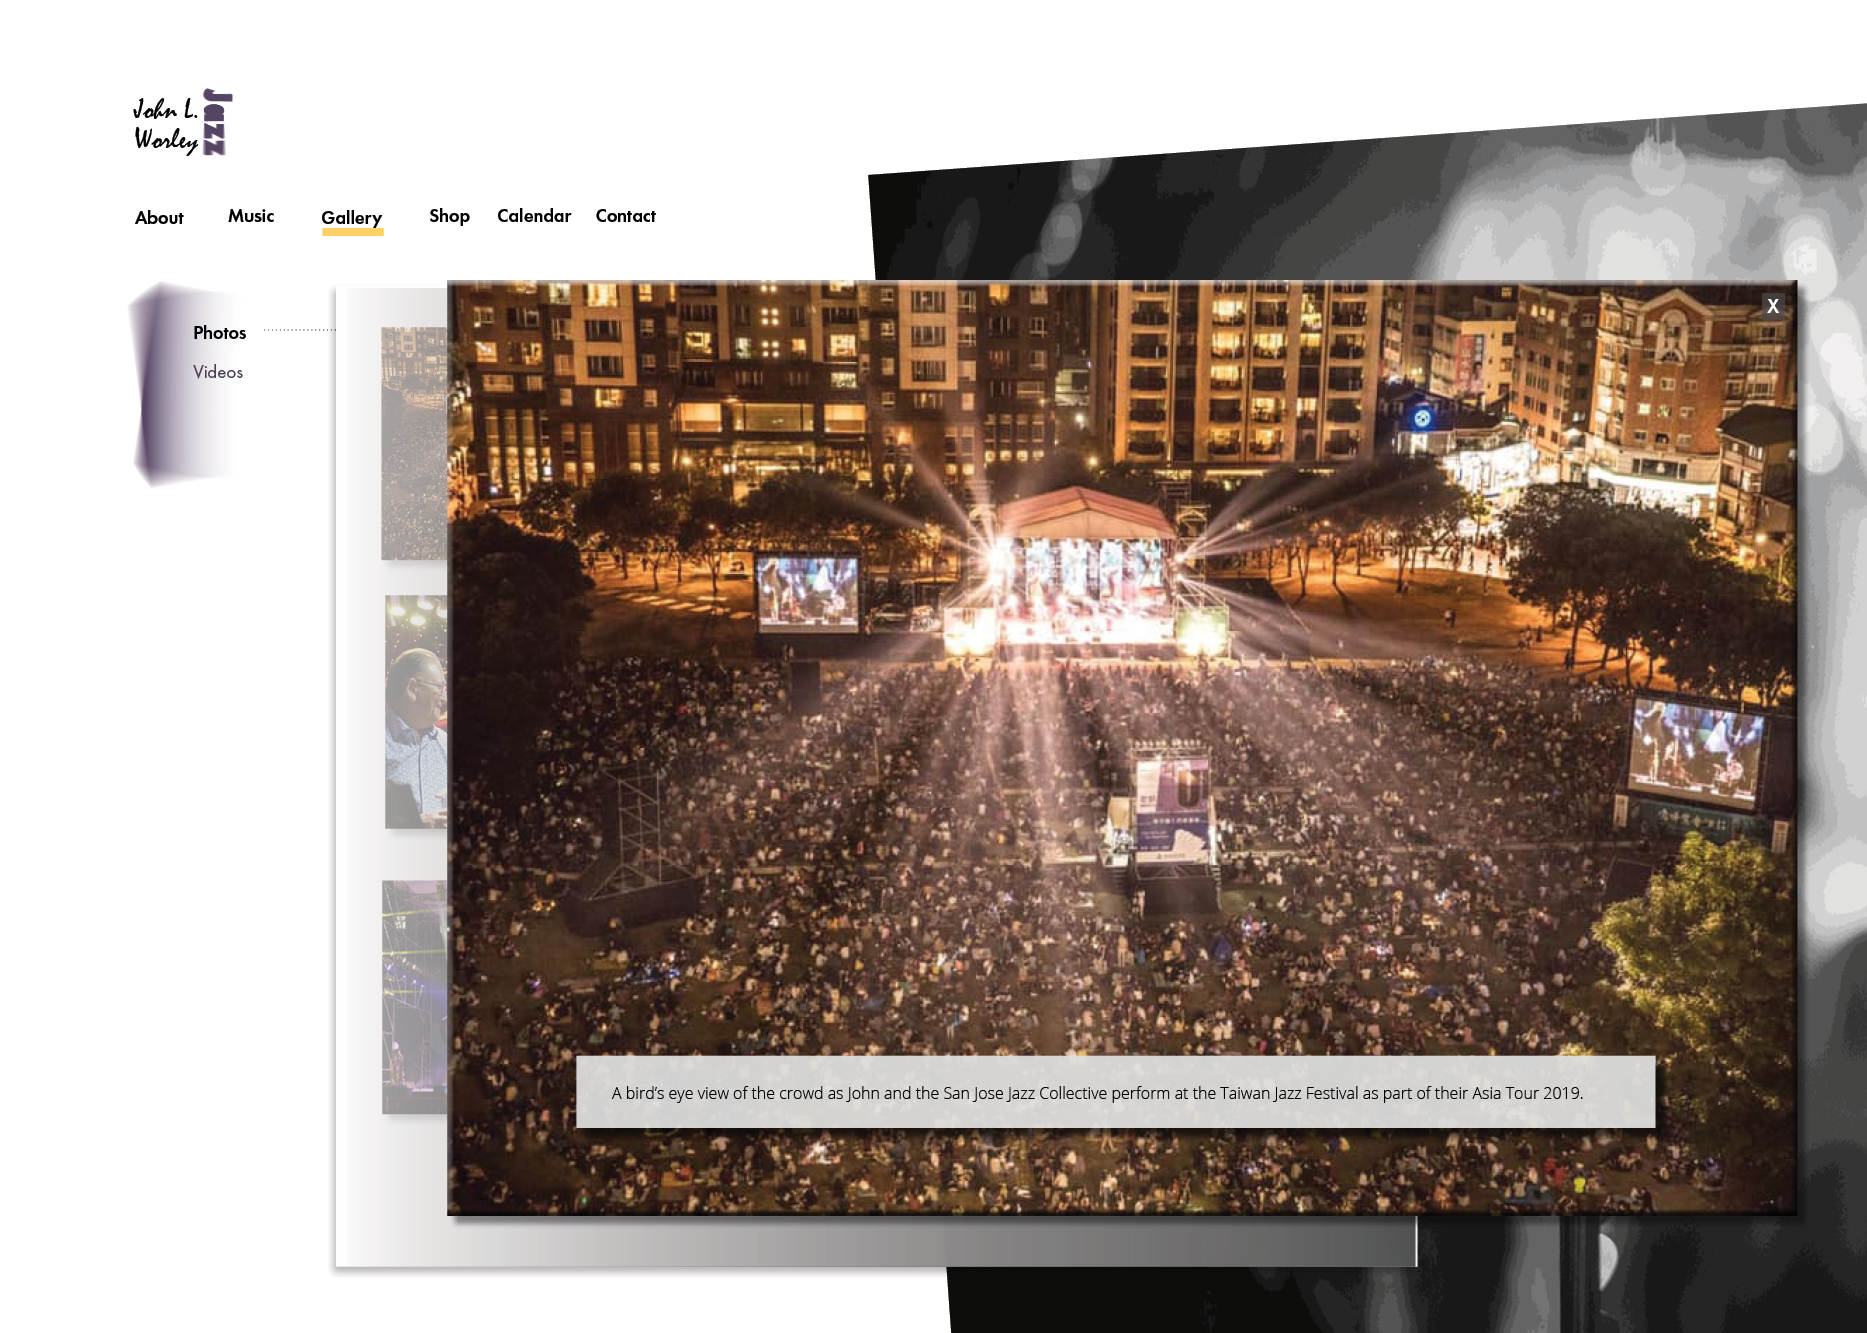 John L.
Worley
Jazz
About Music Gallery Shop Calendar Contact
Photos
Videos
X
A bird’s eye view of the crowd as John and the San Jose Jazz Collective perform at the Taiwan Jazz Festival as part of their Asia Tour 2019.